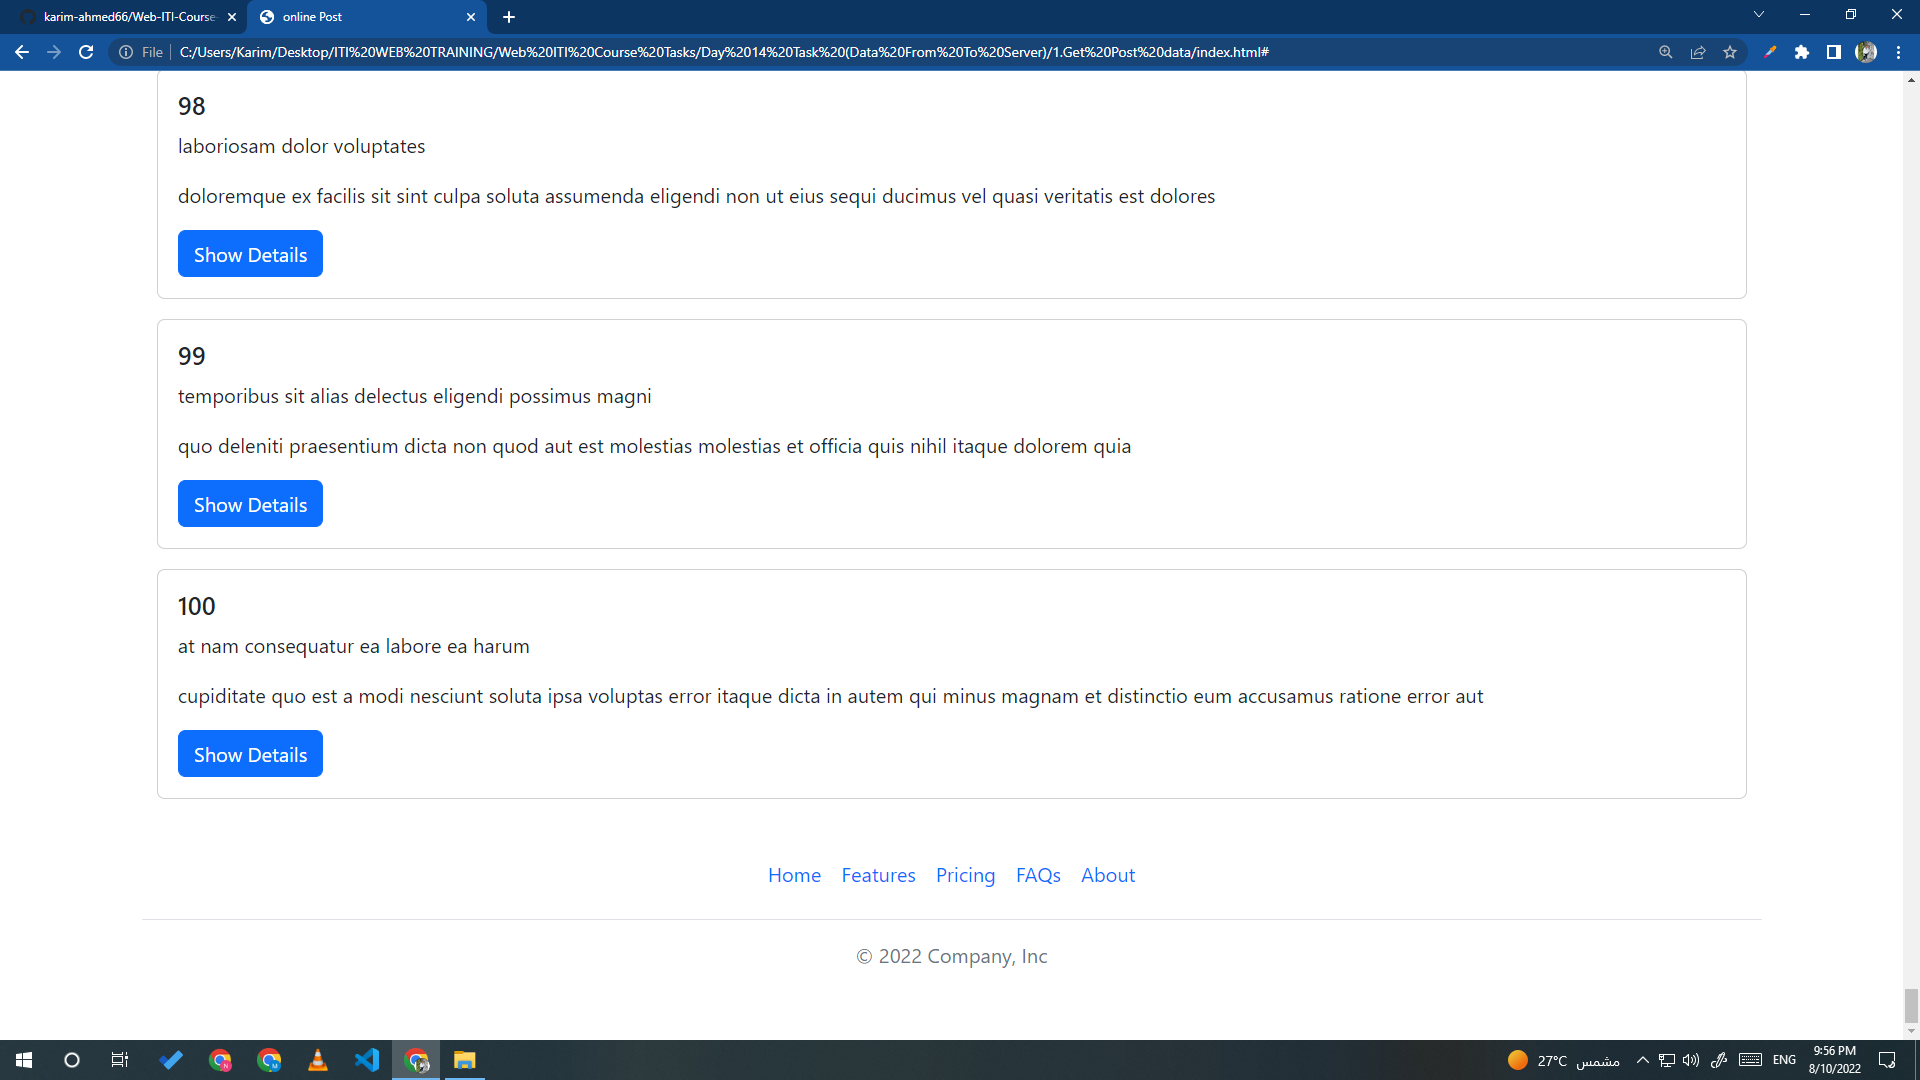 karim-ahmed66/Web-ITI-Course-
online Post
File
C:/Users/Karim/Desktop/ITI%20WEB%20TRAINING/Web%20ITI%20Course%20Tasks/Day%2014%20Task%20(Data%20From%20To%20Server)/1.Get%20Post%20data/index.html#
98
laboriosam dolor voluptates
doloremque ex facilis sit sint culpa soluta assumenda eligendi non ut eius sequi ducimus vel quasi veritatis est dolores
Show Details
99
temporibus sit alias delectus eligendi possimus magni
quo deleniti praesentium dicta non quod aut est molestias molestias et officia quis nihil itaque dolorem quia
Show Details
100
at nam consequatur ea labore ea harum
cupiditate quo est a modi nesciunt soluta ipsa voluptas error itaque dicta in autem qui minus magnam et distinctio eum accusamus ratione error aut
Show Details
Home Features Pricing FAQs About
© 2022 Company, Inc
27°C مشمس
ENG
9:56 PM
8/10/2022